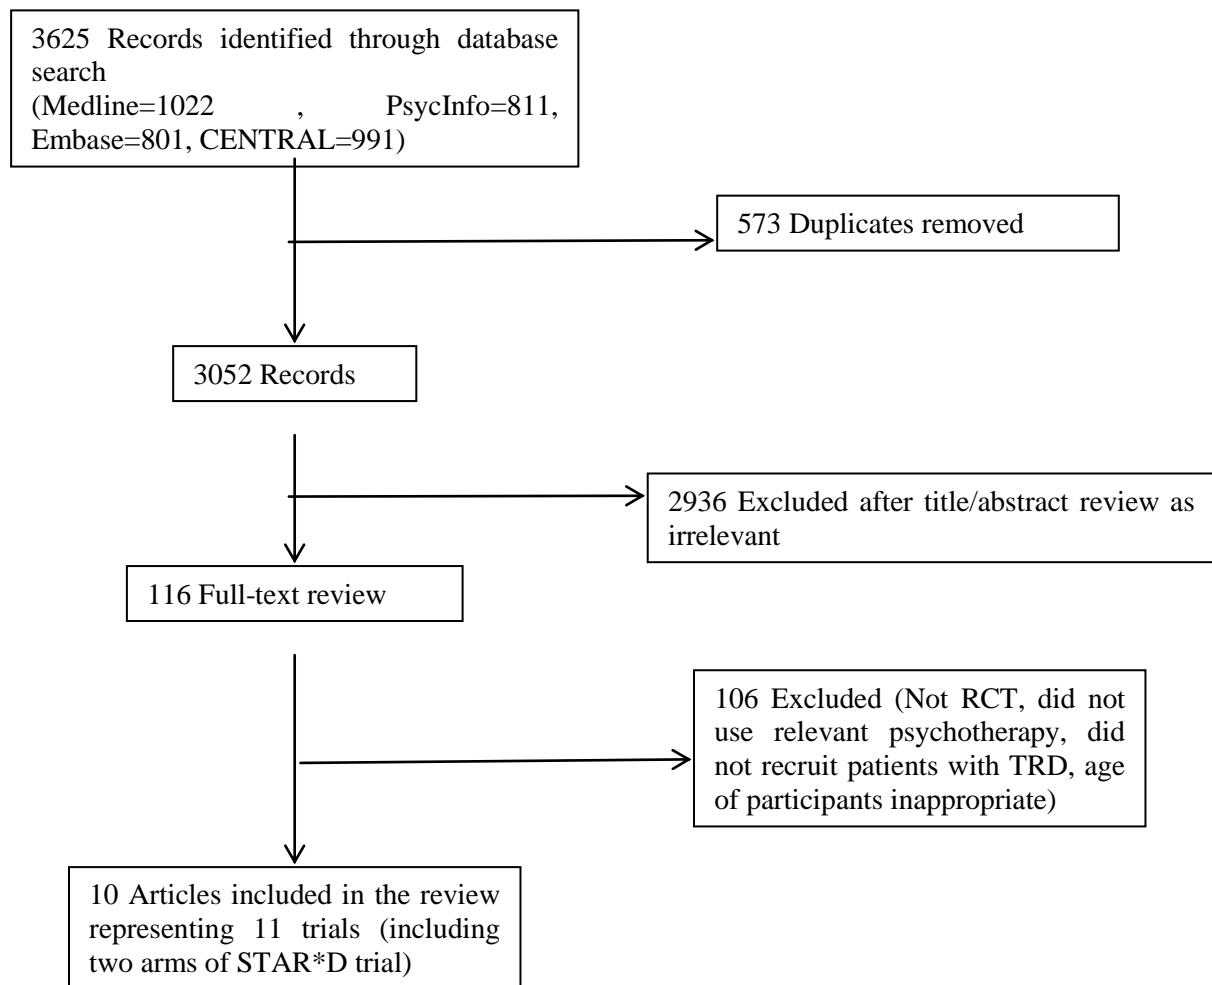 3625 Records identified through database
search
(Medline=1022 , PsycInfo=811,
Embase=801, CENTRAL=991)
573 Duplicates removed
3052 Records
2936 Excluded after title/abstract review as
irrelevant
116 Full-text review
106 Excluded (Not RCT, did not
use relevant psychotherapy, did
not recruit patients with TRD, age
of participants inappropriate)
10 Articles included in the review
representing 11 trials (including
two arms of STAR*D trial)